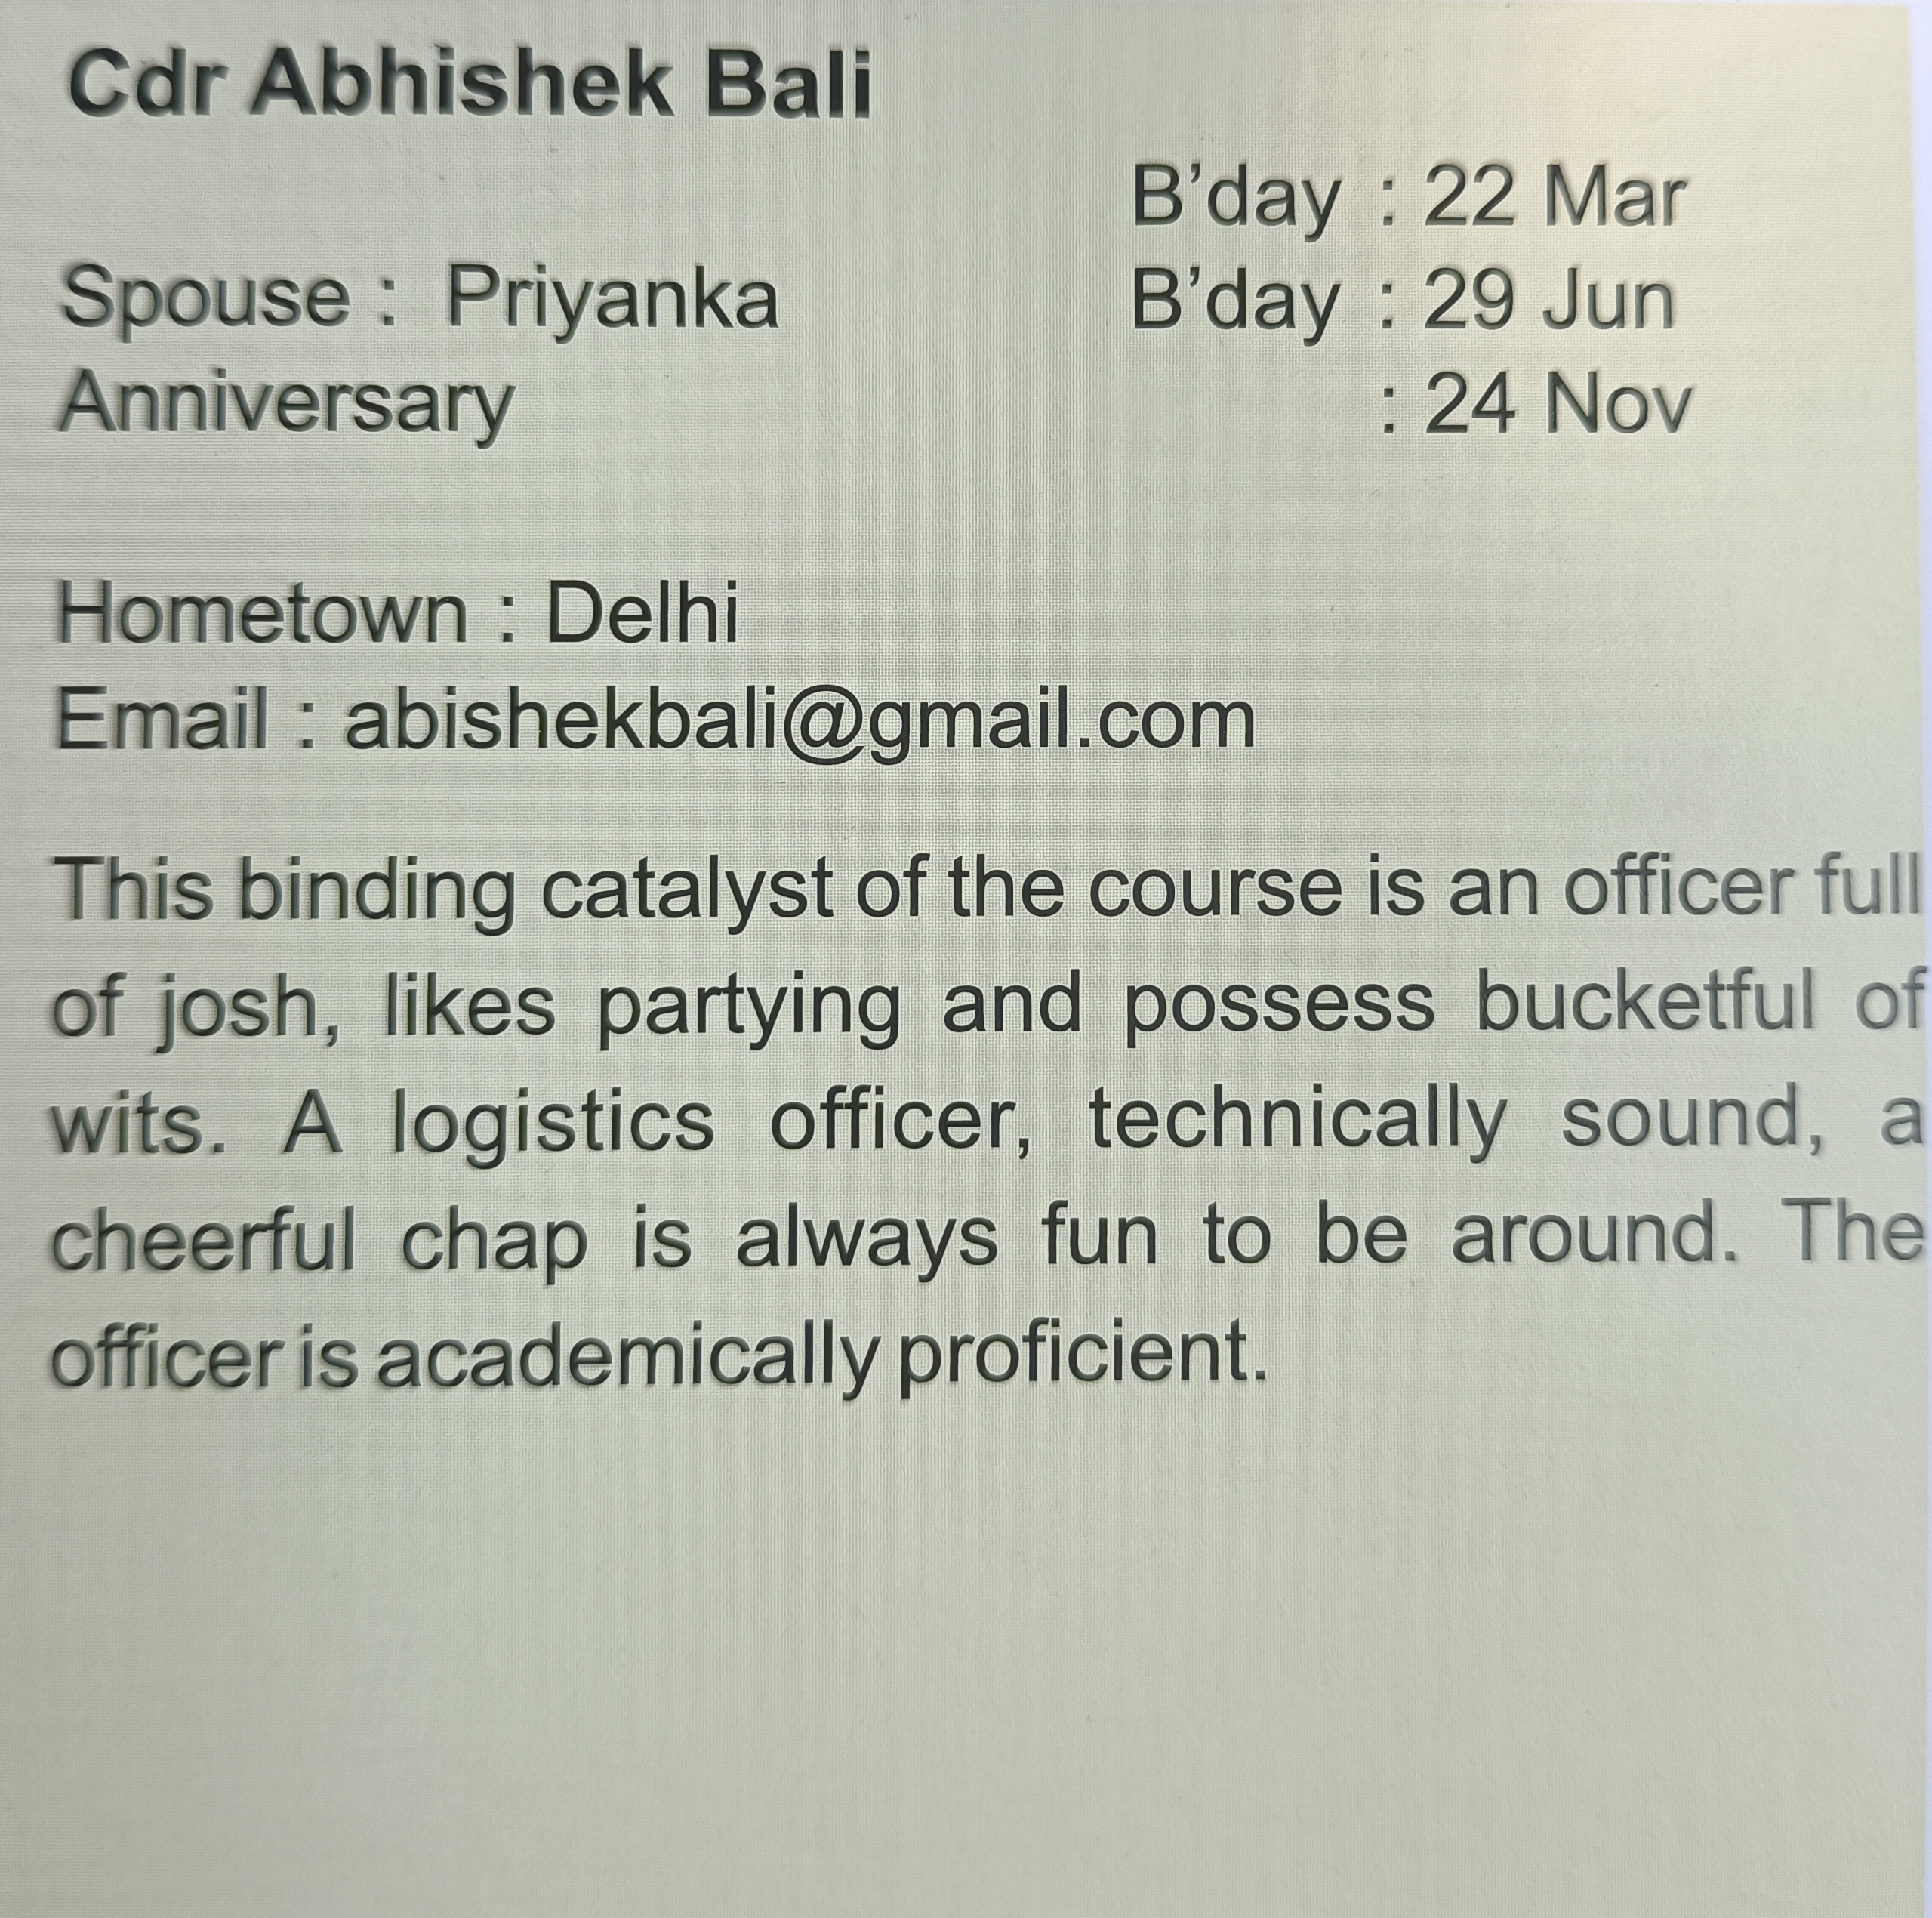 Cdr Abhishek Bali
B’day : 22 Mar
Spouse : Priyanka B’day : 29 Jun
Anniversary : 24 Nov
Hometown : Delhi
Email : abishekbali@gmail.com
This binding catalyst of the course is an officer full
of josh, likes partying and possess bucketful of
wits. A logistics officer, technically sound, a
cheerful chap is always fun to be around. The
officer is academically proficient.